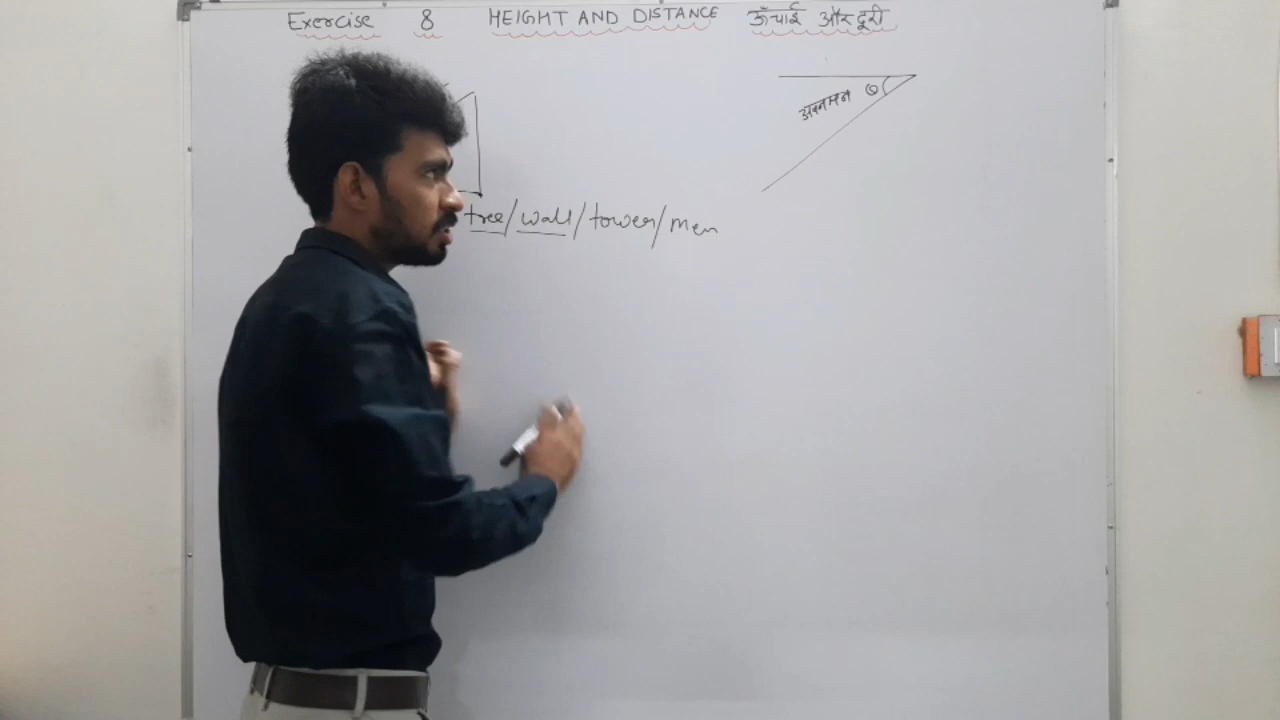 Exercise 8 HEIGHT AND DISTANCE ऊँचाई और दूरी
अवनमन θ
tree/wall/tower/men